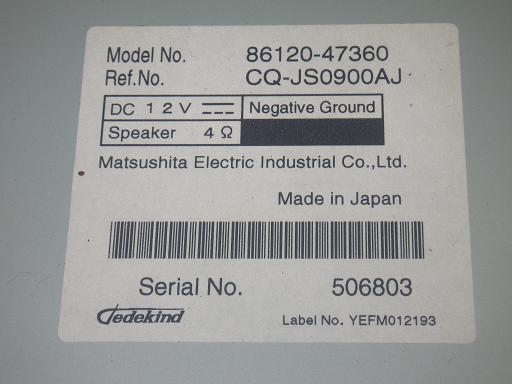 Model No. 86120-47360
Ref.No. CQ-JS0900AJ
DC 12V Negative Ground
Speaker 4Ω
Matsushita Electric Industrial Co.,Ltd.
Made in Japan
Serial No. 506803
Dedekind Label No. YEFM012193